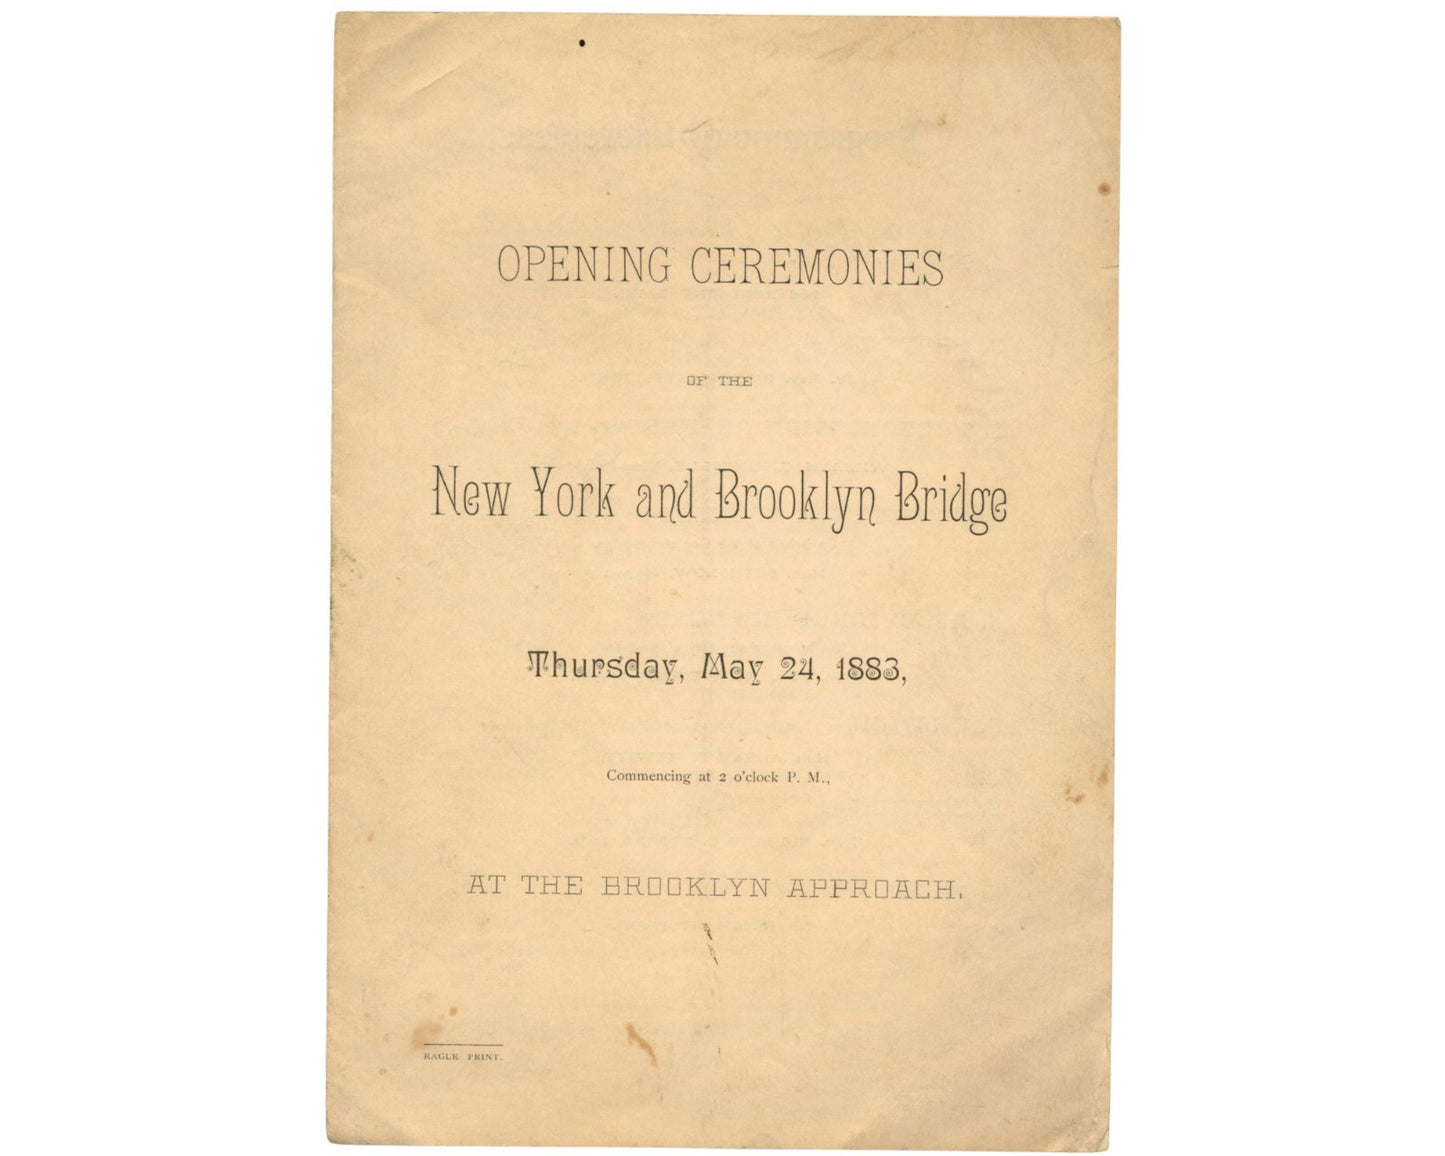 OPENING CEREMONIES
OF THE
New York and Brooklyn Bridge
Thursday, May 24, 1883,
Commencing at 2 o'clock P. M.,
AT THE BROOKLYN APPROACH.
EAGLE PRINT.